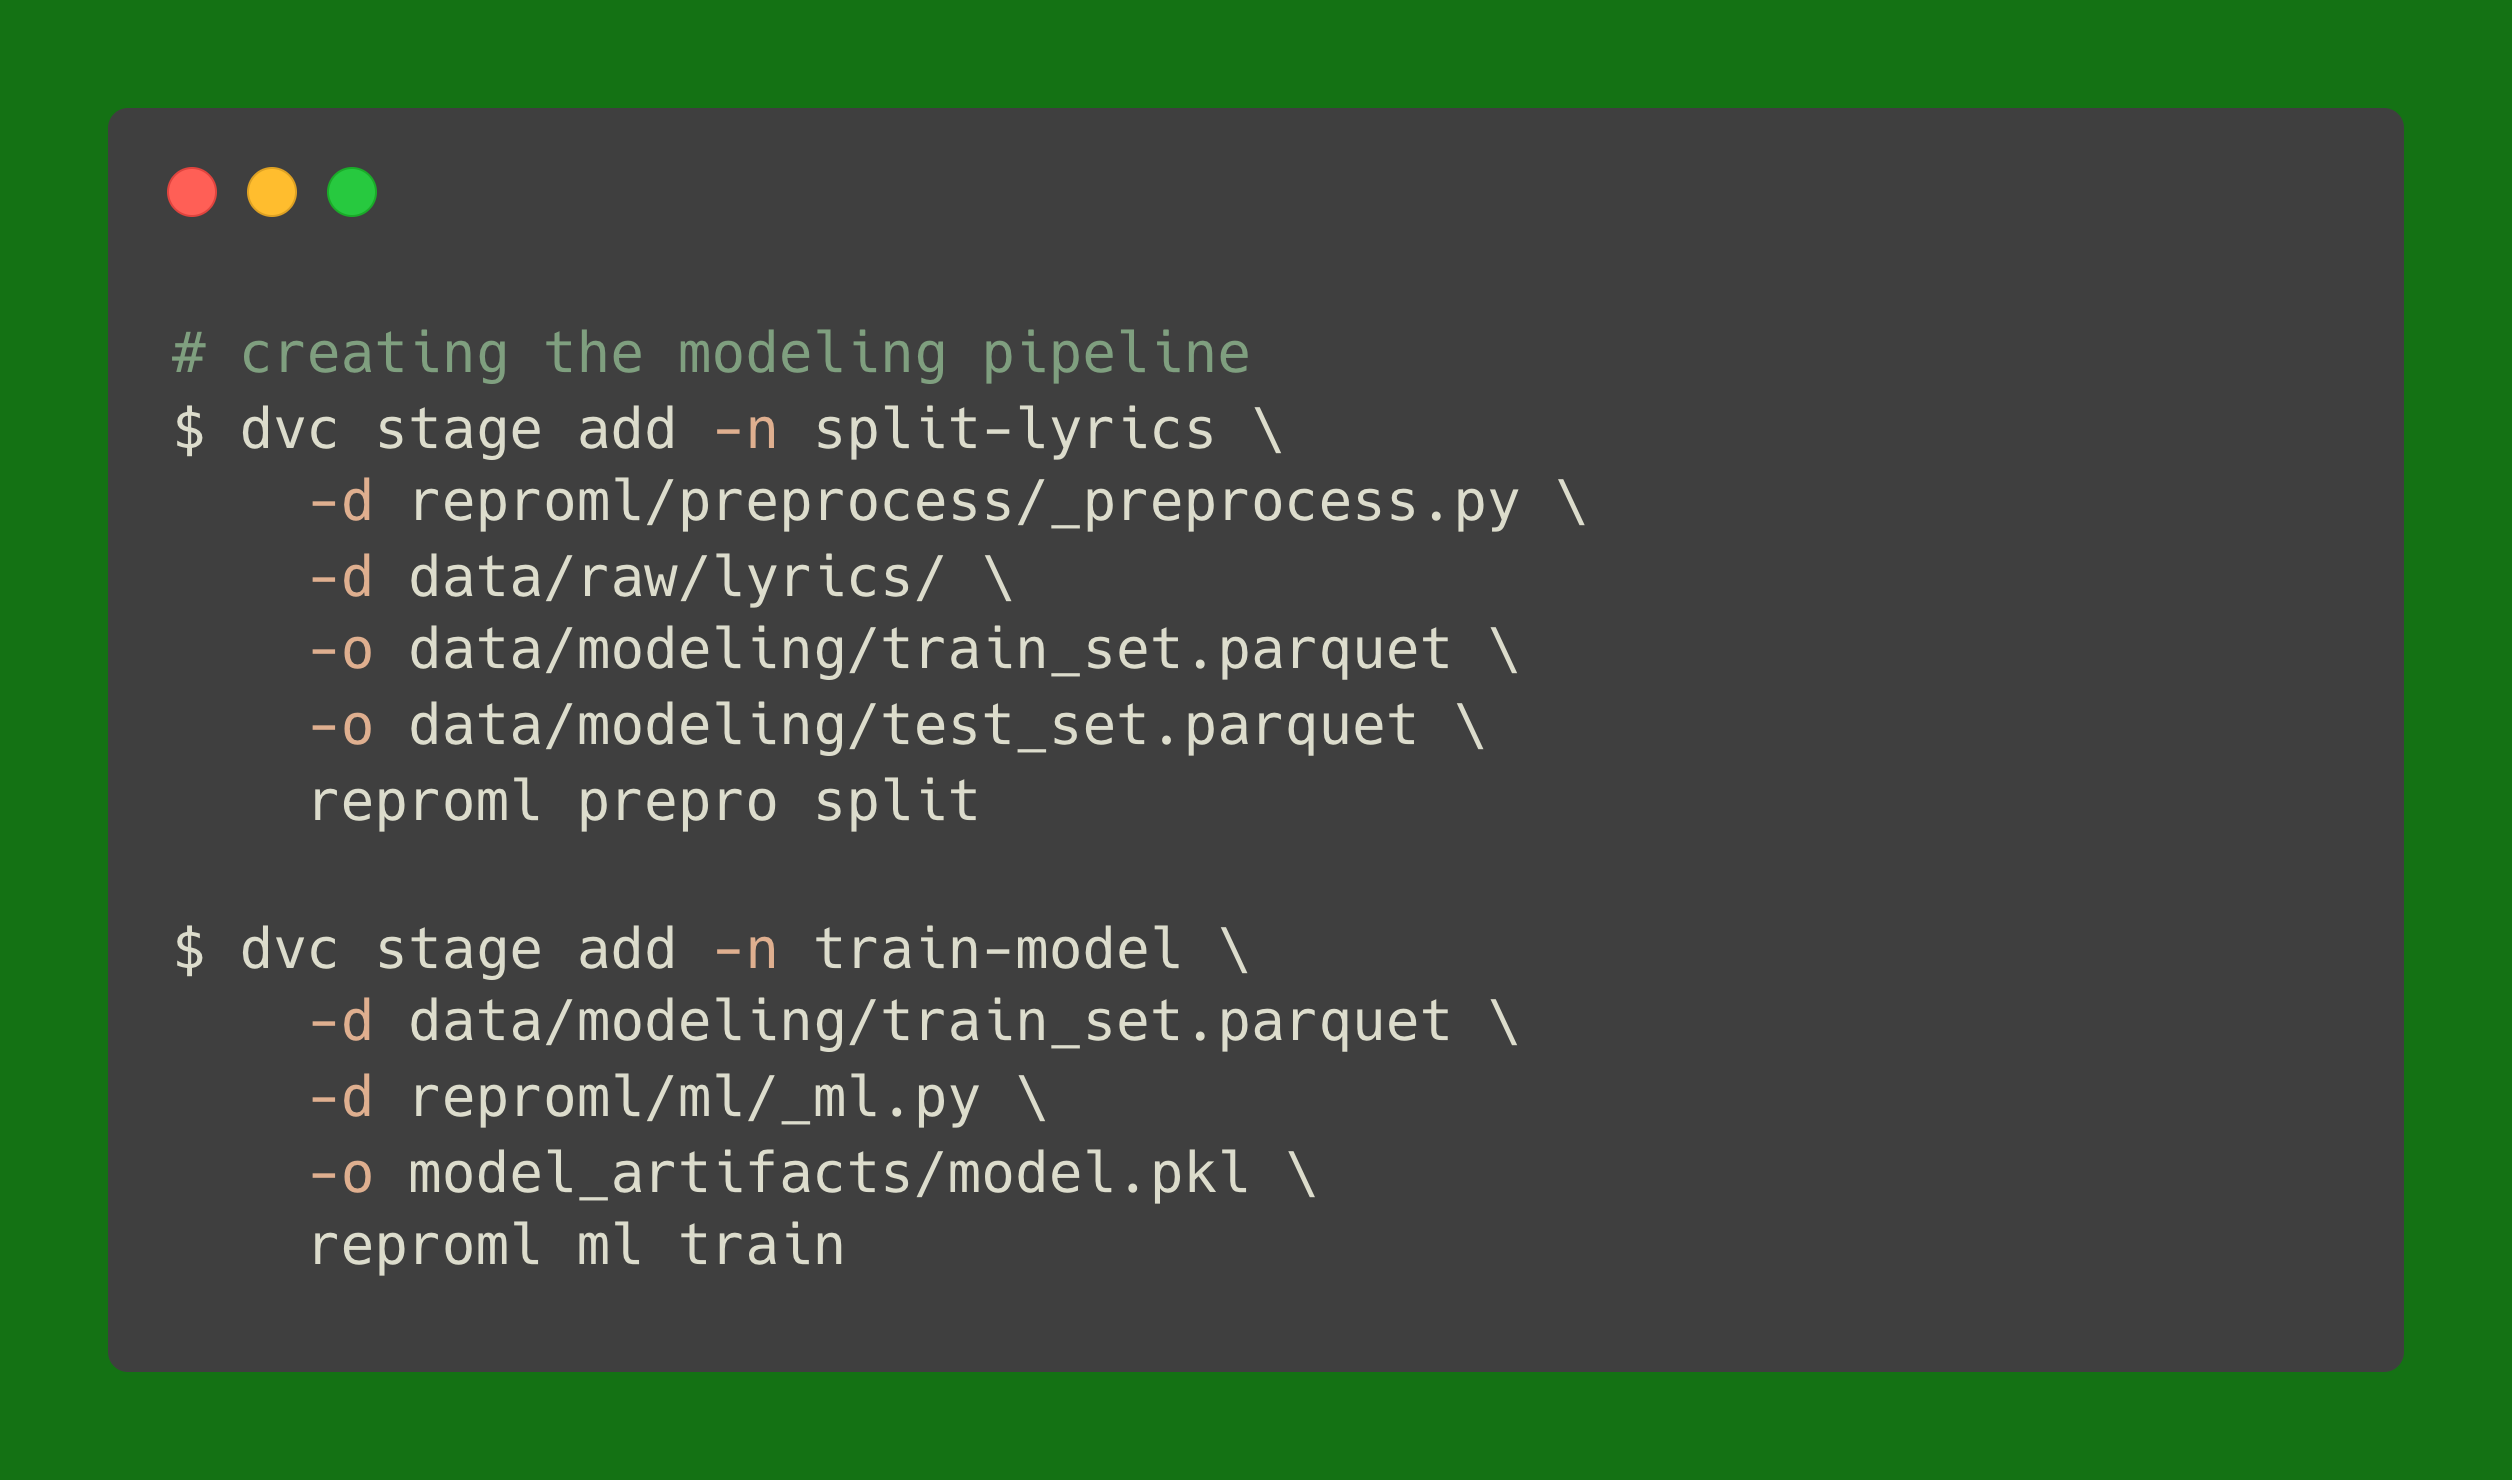 # creating the modeling pipeline
$ dvc stage add -n split-lyrics \
    -d reproml/preprocess/_preprocess.py \
    -d data/raw/lyrics/ \
    -o data/modeling/train_set.parquet \
    -o data/modeling/test_set.parquet \
    reproml prepro split

$ dvc stage add -n train-model \
    -d data/modeling/train_set.parquet \
    -d reproml/ml/_ml.py \
    -o model_artifacts/model.pkl \
    reproml ml train